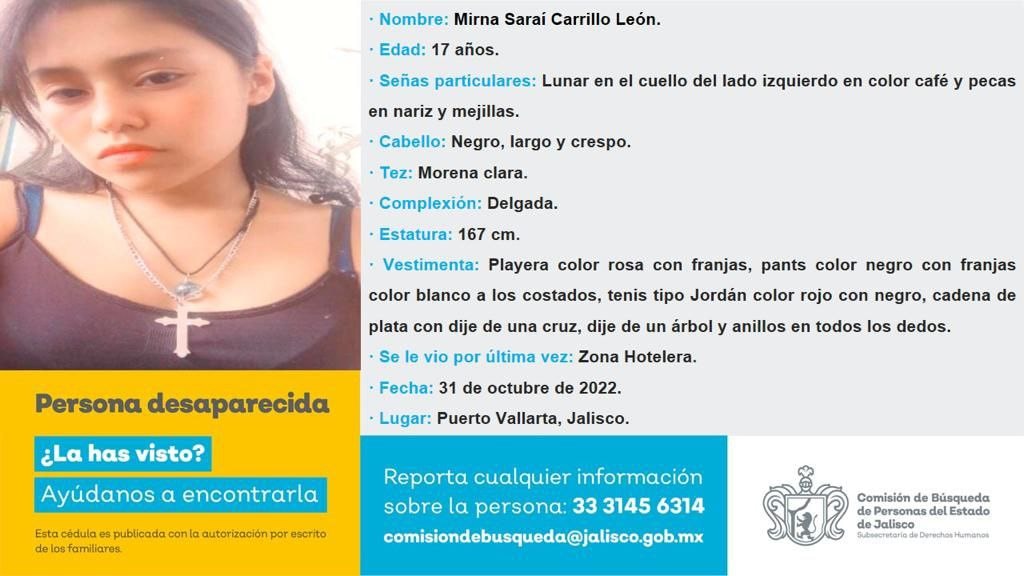 · Nombre: Mirna Saraí Carrillo León.
· Edad: 17 años.
· Señas particulares: Lunar en el cuello del lado izquierdo en color café y pecas
en nariz y mejillas.
· Cabello: Negro, largo y crespo.
· Tez: Morena clara.
· Complexión: Delgada.
· Estatura: 167 cm.
· Vestimenta: Playera color rosa con franjas, pants color negro con franjas
color blanco a los costados, tenis tipo Jordán color rojo con negro, cadena de
plata con dije de una cruz, dije de un árbol y anillos en todos los dedos.
· Se le vio por última vez: Zona Hotelera.
· Fecha: 31 de octubre de 2022.
· Lugar: Puerto Vallarta, Jalisco.
Persona desaparecida
¿La has visto?
Ayúdanos a encontrarla
Esta cédula es publicada con la autorización por escrito
de los familiares.
Reporta cualquier información
sobre la persona: 33 3145 6314
comisiondebusqueda@jalisco.gob.mx
Comisión de Búsqueda
de Personas del Estado
de Jalisco
Subsecretaría de Derechos Humanos